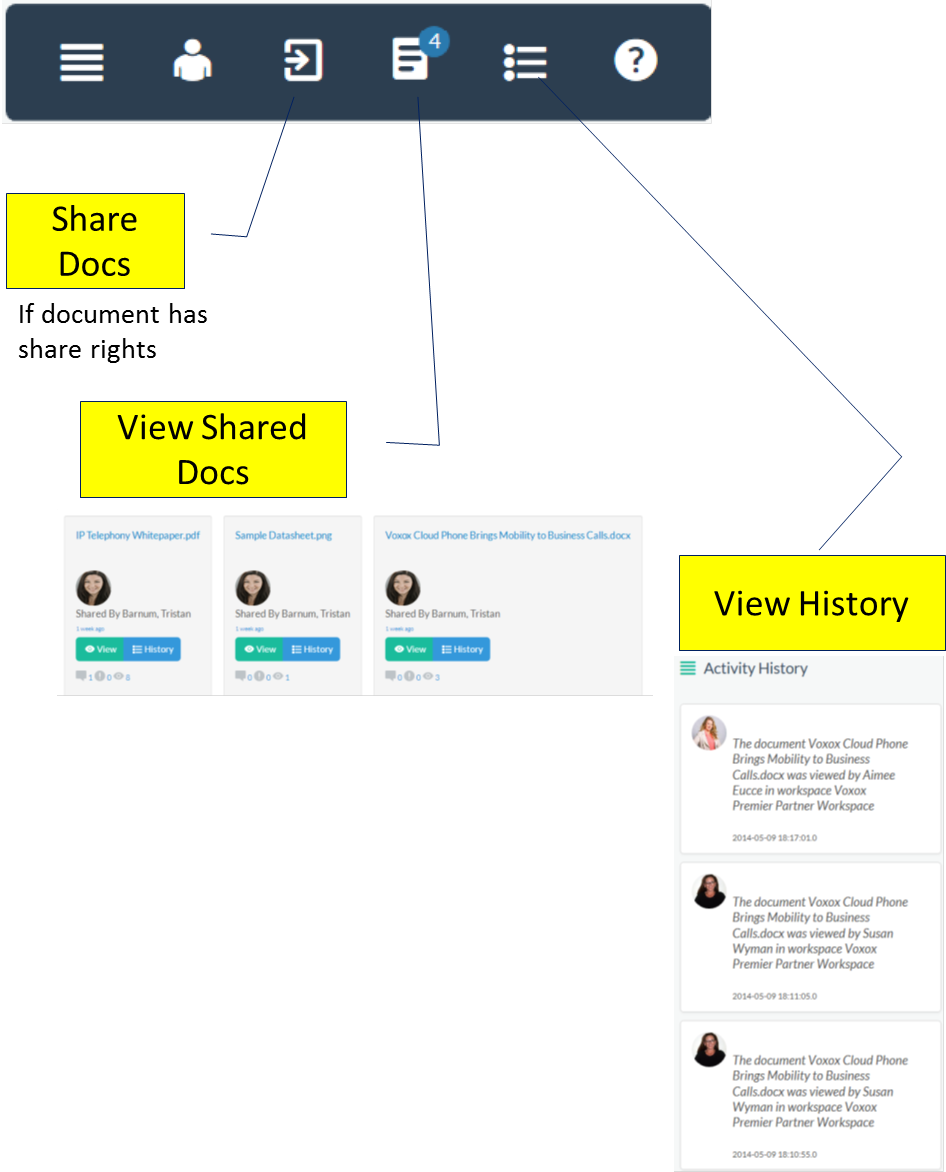 4
?
Share
Docs
If document has
share rights
View Shared
Docs
IP Telephony Whitepaper.pdf
Shared By Barnum, Tristan
1 week ago
View History
1 0 8
Sample Datasheet.png
Shared By Barnum, Tristan
1 week ago
View History
0 0 1
Voxox Cloud Phone Brings Mobility to Business Calls.docx
Shared By Barnum, Tristan
1 week ago
View History
0 0 3
View History
Activity History
The document Voxox Cloud Phone
Brings Mobility to Business
Calls.docx was viewed by Aimee
Eucce in workspace Voxox
Premier Partner Workspace
2014-05-09 18:17:01.0
The document Voxox Cloud Phone
Brings Mobility to Business
Calls.docx was viewed by Susan
Wyman in workspace Voxox
Premier Partner Workspace
2014-05-09 18:11:05.0
The document Voxox Cloud Phone
Brings Mobility to Business
Calls.docx was viewed by Susan
Wyman in workspace Voxox
Premier Partner Workspace
2014-05-09 18:10:55.0